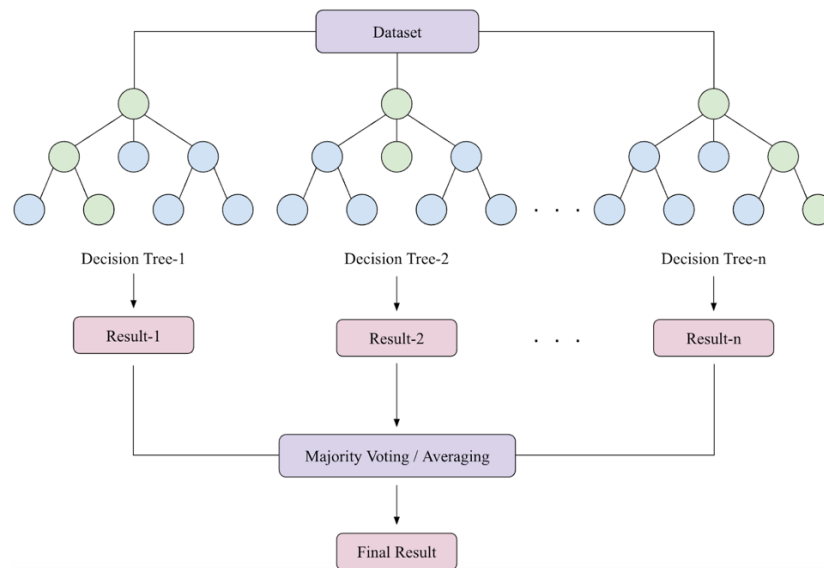 Dataset
. . .
Decision Tree-1
Decision Tree-2
Decision Tree-n
Result-1
Result-2
. . .
Result-n
Majority Voting / Averaging
Final Result